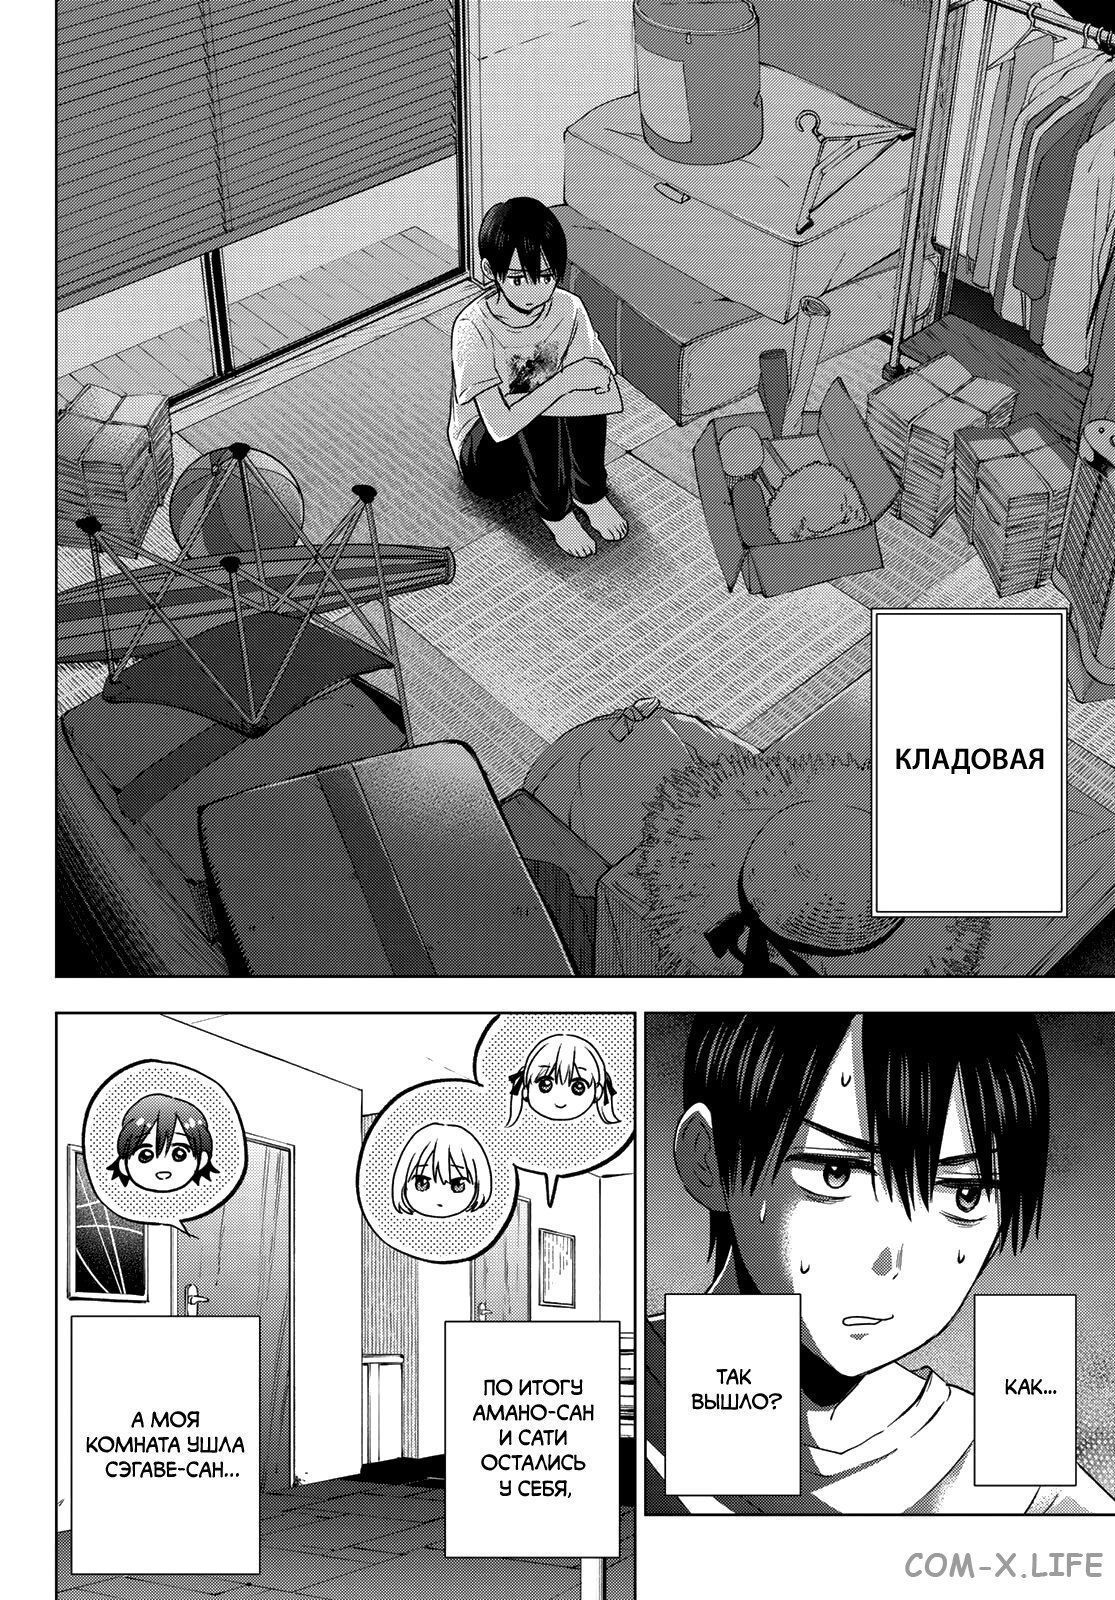 КЛАДОВАЯ
КАК...
ТАК
ВЫШЛО?
ПО ИТОГУ
АМАНО-САН
И САТИ
ОСТАЛИСЬ
У СЕБЯ,
А МОЯ
КОМНАТА УШЛА
СЭГАВЕ-САН...
COM-X.LIFE